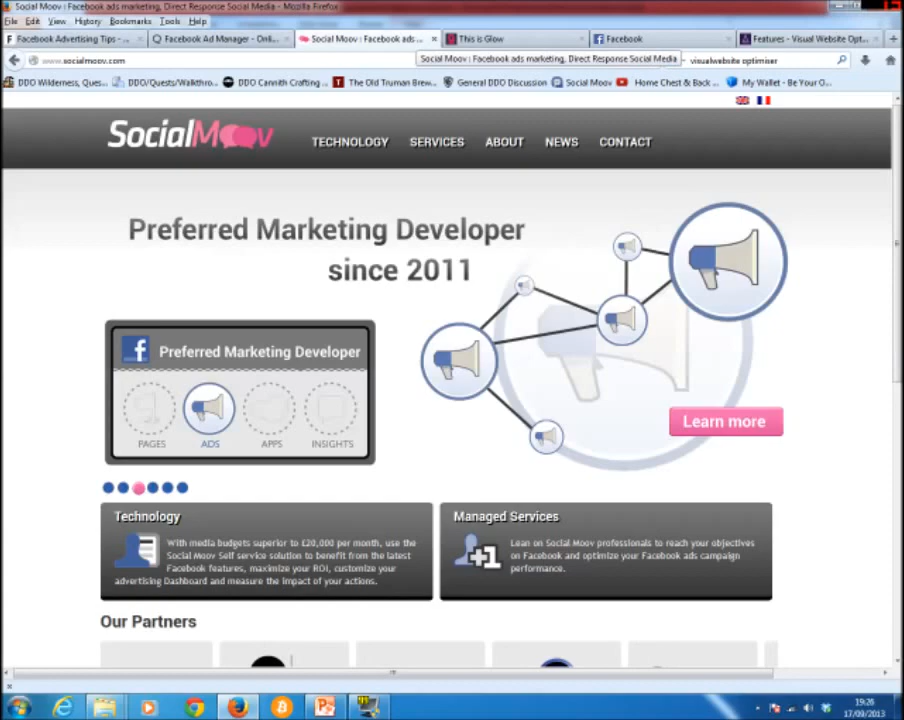 Social Moov : Facebook ads marketing, Direct Response Social Media - Mozilla Firefox
File Edit View History Bookmarks Tools Help
Facebook Advertising Tips - ...
Facebook Ad Manager - Onli...
Social Moov : Facebook ads ...
This is Glow
Facebook
Features - Visual Website Opt...
www.socialmoov.com
Social Moov : Facebook ads marketing, Direct Response Social Media
visualwebsite optimiser
DDO Wilderness, Ques...
DDO/Quests/Walkthro...
DDO Cannith Crafting ...
The Old Truman Brew...
General DDO Discussion
Social Moov
Home Chest & Back ...
My Wallet - Be Your O...
SocialMoov
TECHNOLOGY SERVICES ABOUT NEWS CONTACT
Preferred Marketing Developer
since 2011
f Preferred Marketing Developer
PAGES ADS APPS INSIGHTS
Learn more
Technology
With media budgets superior to £20,000 per month, use the
Social Moov Self service solution to benefit from the latest
Facebook features, maximize your ROI, customize your
advertising Dashboard and measure the impact of your actions.
Managed Services
+1
Lean on Social Moov professionals to reach your objectives
on Facebook and optimize your Facebook ads campaign
performance.
Our Partners
19:26
17/09/2013